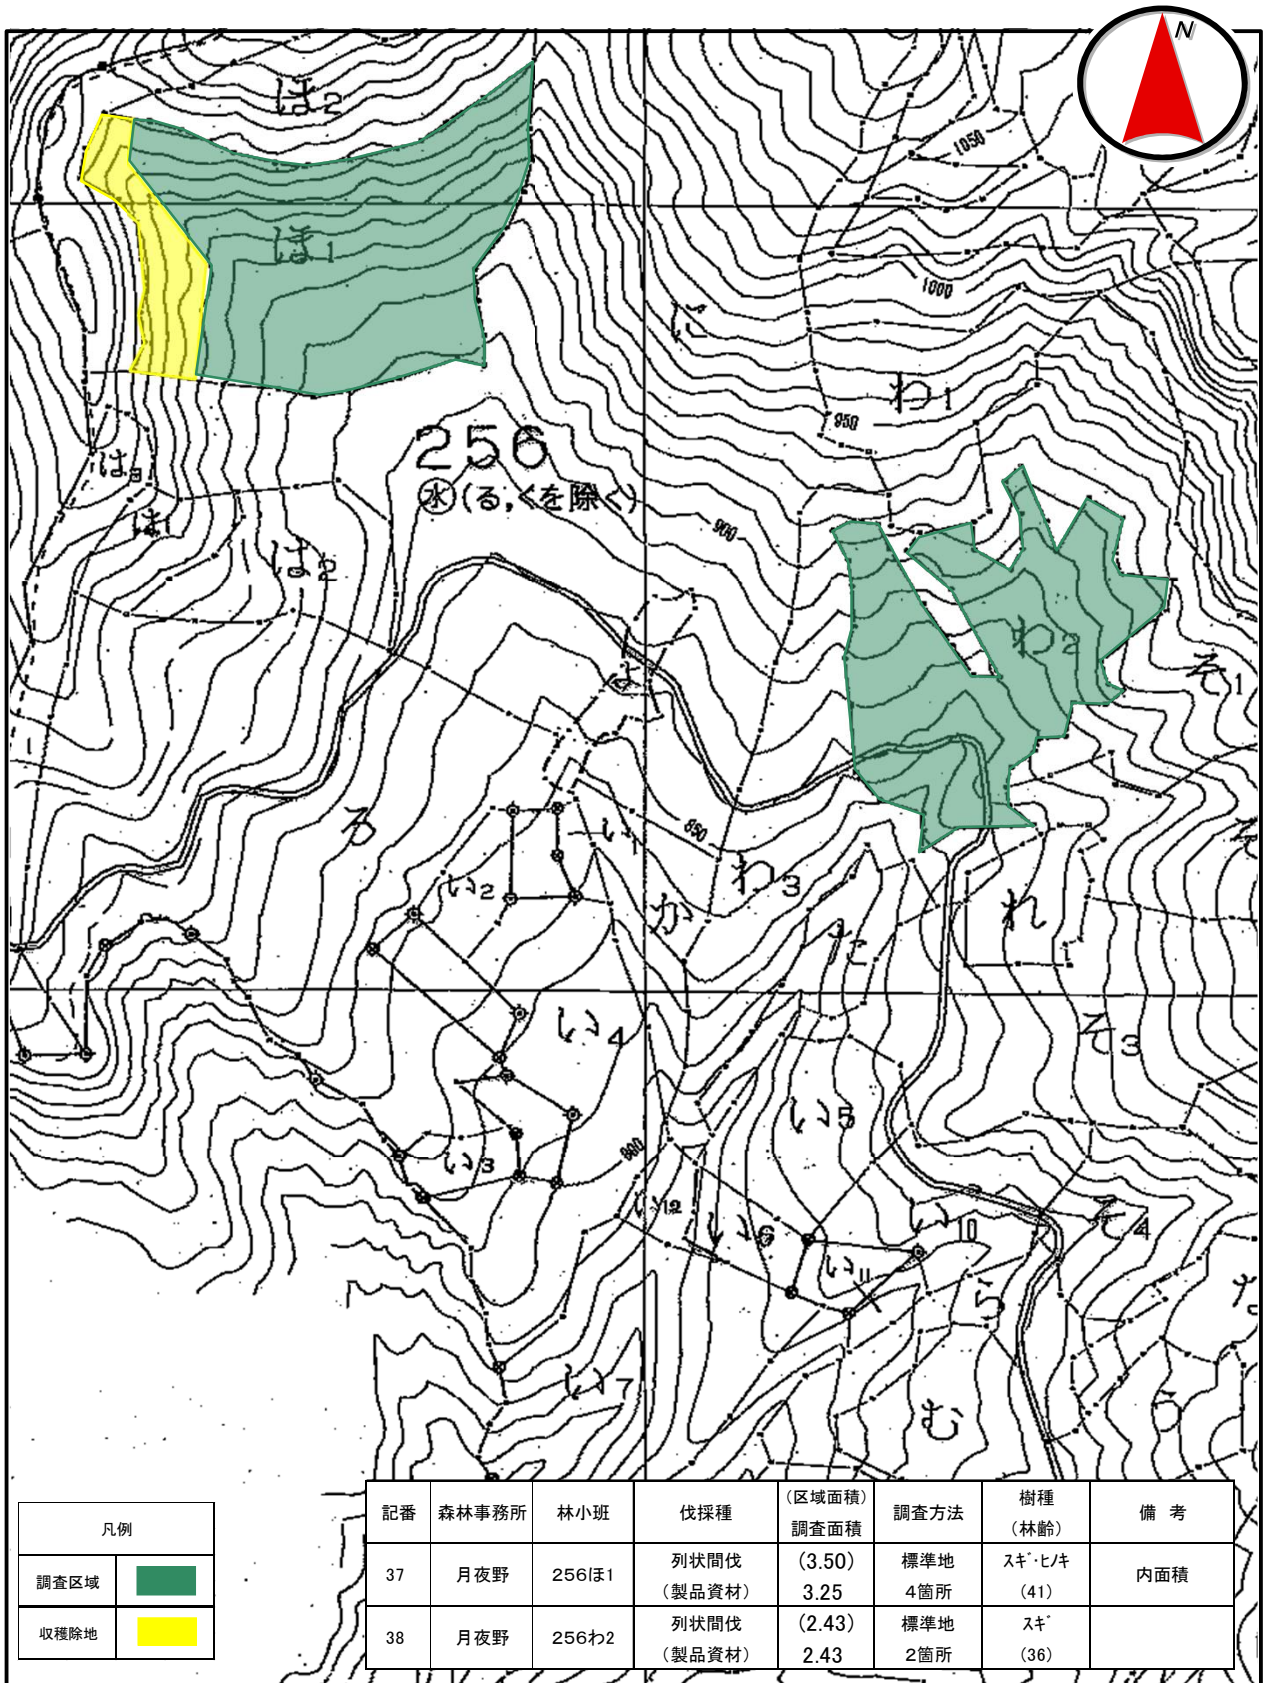 N
ほ2
1050
ほ1
1000
に
わ1
950
256
㊌(る,くを除く)
は3
は1
は2
900
わ2
そ1
よ
る
い1
850
わ3
い2
か
た
れ
い4
そ3
い5
800
い3
い12
い6
い10
そ4
い11
ら
な
い7
む
う
凡例
調査区域
収穫除地
記番 森林事務所 林小班 伐採種 (区域面積) 調査面積 調査方法 樹種 (林齢) 備 考
37 月夜野 256ほ1 列状間伐 (製品資材) (3.50) 3.25 標準地 4箇所 スギ・ヒノキ (41) 内面積
38 月夜野 256わ2 列状間伐 (製品資材) (2.43) 2.43 標準地 2箇所 スギ (36)